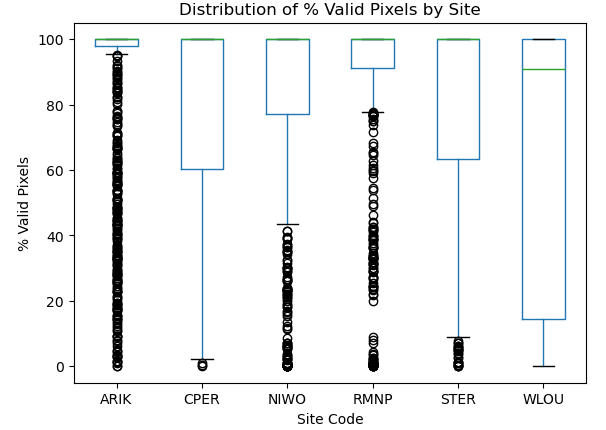 Distribution of % Valid Pixels by Site
100
80
60
40
20
0
% Valid Pixels
ARIK CPER NIWO RMNP STER WLOU
Site Code